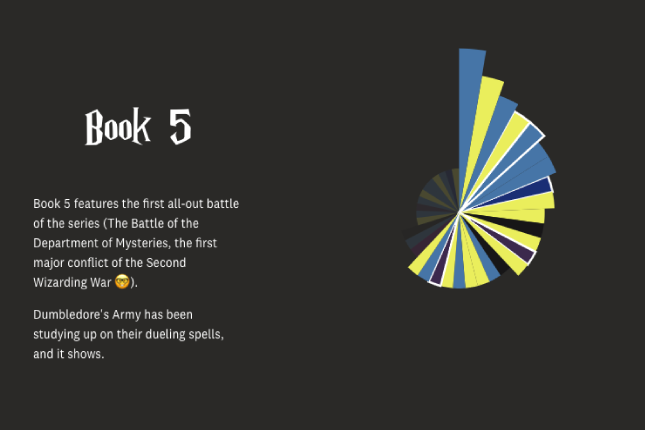 Book 5
Book 5 features the first all-out battle
of the series (The Battle of the
Department of Mysteries, the first
major conflict of the Second
Wizarding War 🤓).
Dumbledore's Army has been
studying up on their dueling spells,
and it shows.